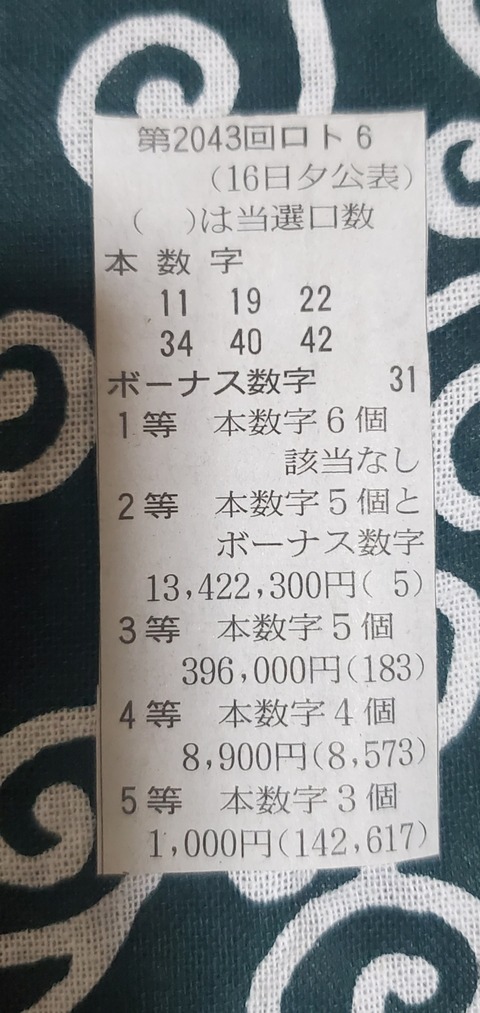 第2043回ロト6
(16日夕公表)
( )は当選口数
本数字
11 19 22
34 40 42
ボーナス数字 31
1等 本数字6個
該当なし
2等 本数字5個と
ボーナス数字
13,422,300円( 5)
3等 本数字5個
396,000円(183)
4等 本数字4個
8,900円(8,573)
5等 本数字3個
1,000円(142,617)